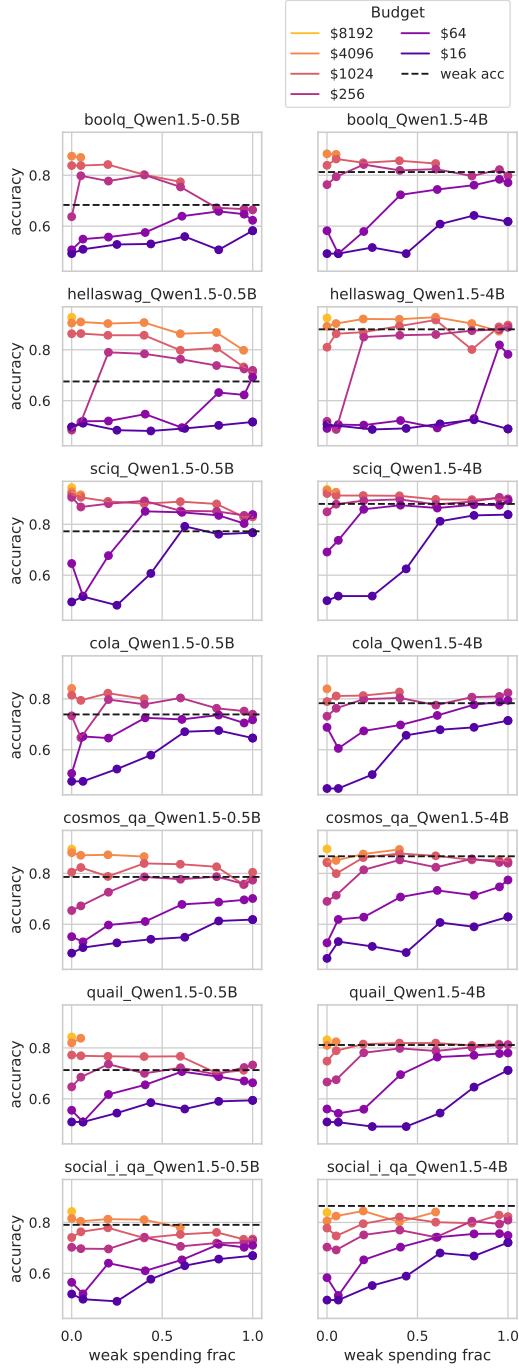 Budget
$8192
$4096
$1024
$256
$64
$16
weak acc
boolq_Qwen1.5-0.5B
boolq_Qwen1.5-4B
accuracy
0.8
0.6
hellaswag_Qwen1.5-0.5B
hellaswag_Qwen1.5-4B
accuracy
0.8
0.6
sciq_Qwen1.5-0.5B
sciq_Qwen1.5-4B
accuracy
0.8
0.6
cola_Qwen1.5-0.5B
cola_Qwen1.5-4B
accuracy
0.8
0.6
cosmos_qa_Qwen1.5-0.5B
cosmos_qa_Qwen1.5-4B
accuracy
0.8
0.6
quail_Qwen1.5-0.5B
quail_Qwen1.5-4B
accuracy
0.8
0.6
social_i_qa_Qwen1.5-0.5B
social_i_qa_Qwen1.5-4B
accuracy
0.8
0.6
0.0 0.5 1.0
0.0 0.5 1.0
weak spending frac
weak spending frac